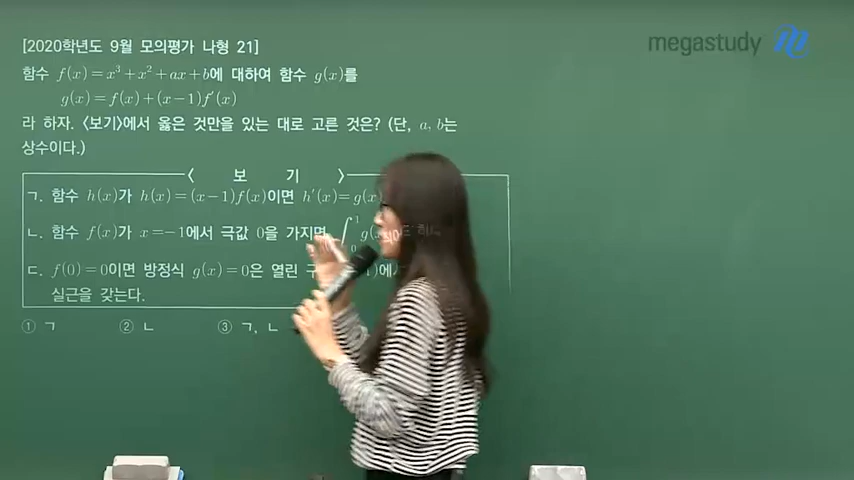 [2020학년도 9월 모의평가 나형 21]
megastudy
함수 f(x)=x³+x²+ax+b에 대하여 함수 g(x)를
g(x)=f(x)+(x-1)f′(x)
라 하자. <보기>에서 옳은 것만을 있는 대로 고른 것은? (단, a, b는
상수이다.)
< 보 기 >
ㄱ. 함수 h(x)가 h(x)=(x-1)f(x)이면 h′(x)=g(x)
ㄴ. 함수 f(x)가 x=-1에서 극값 0을 가지면 ∫₀¹ g(x)
ㄷ. f(0)=0이면 방정식 g(x)=0은 열린
실근을 갖는다.
① ㄱ ② ㄴ ③ ㄱ, ㄴ